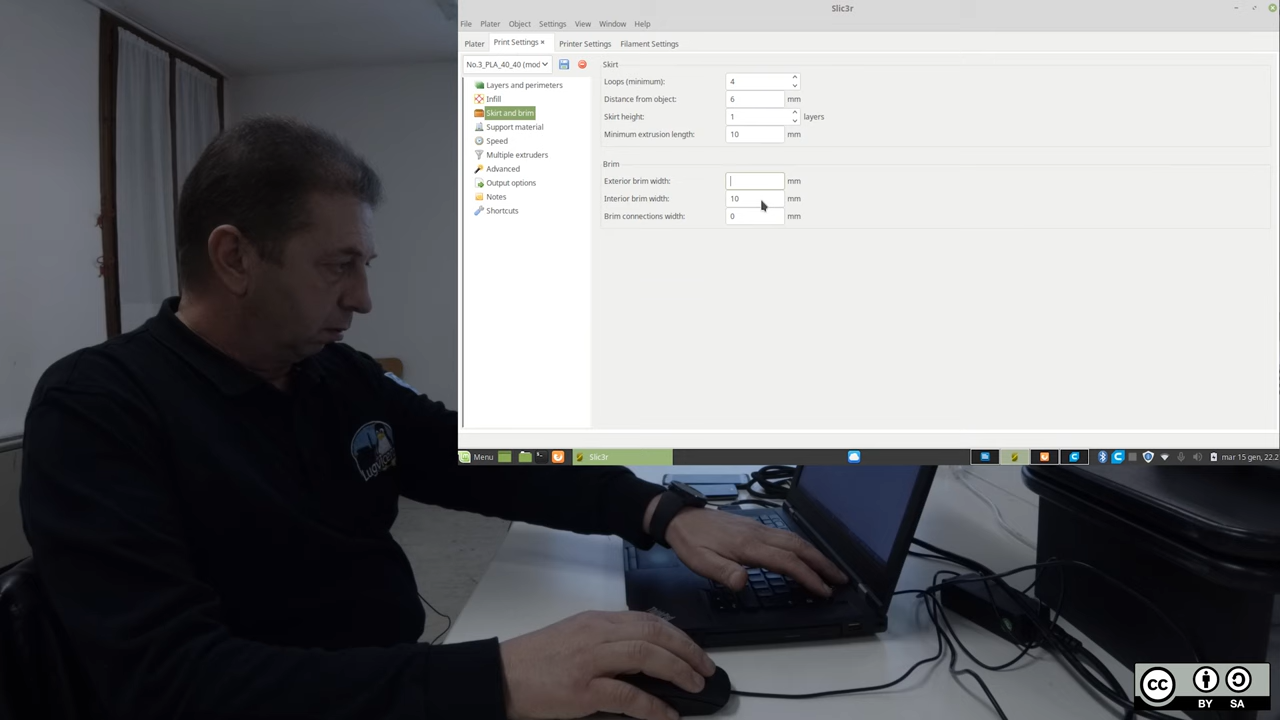 Slic3r
File Plater Object Settings View Window Help
Plater Print Settings × Printer Settings Filament Settings
No.3_PLA_40_40 (mod
Layers and perimeters
Infill
Skirt and brim
Support material
Speed
Multiple extruders
Advanced
Output options
Notes
Shortcuts
Skirt
Loops (minimum): 4
Distance from object: 6 mm
Skirt height: 1 layers
Minimum extrusion length: 10 mm
Brim
Exterior brim width: mm
Interior brim width: 10 mm
Brim connections width: 0 mm
Menu Slic3r mar 15 gen, 22.2
CC BY SA